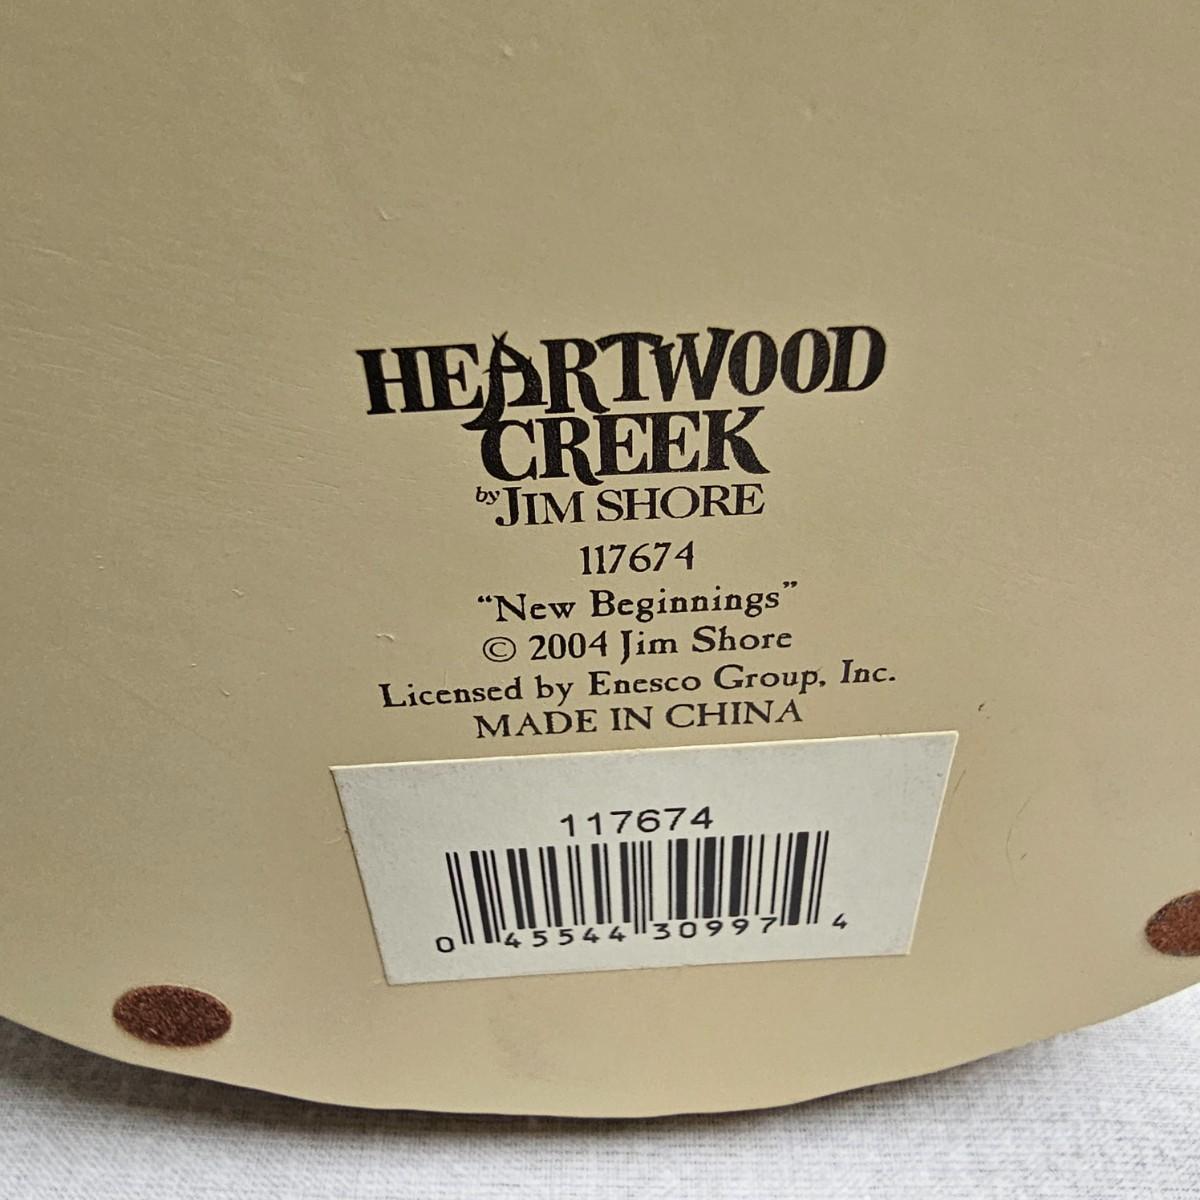 HEARTWOOD
CREEK
by JIM SHORE
117674
“New Beginnings”
© 2004 Jim Shore
Licensed by Enesco Group, Inc.
MADE IN CHINA
117674
0 45544 30997 4